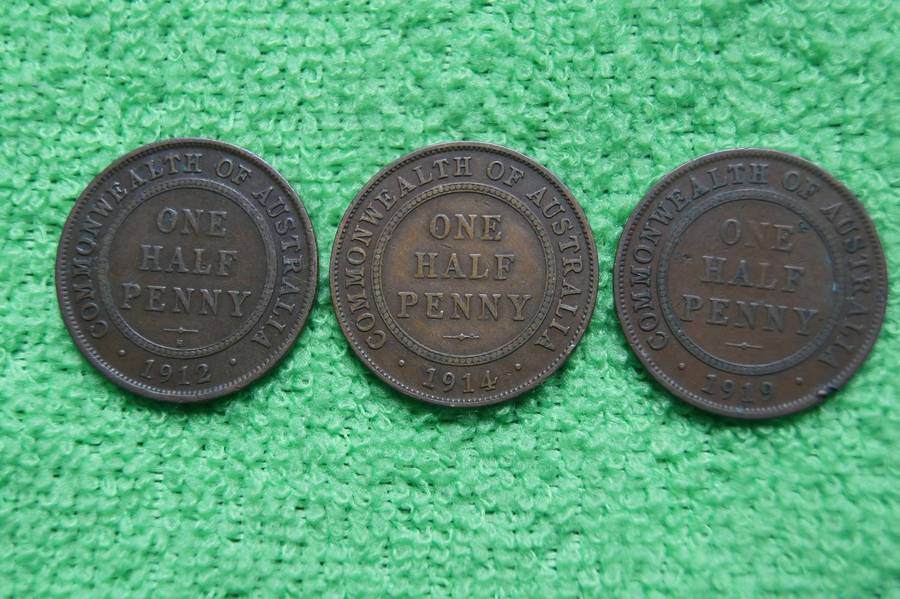 COMMONWEALTH OF AUSTRALIA
ONE
HALF
PENNY
1912
COMMONWEALTH OF AUSTRALIA
ONE
HALF
PENNY
1914
COMMONWEALTH OF AUSTRALIA
ONE
HALF
PENNY
1919